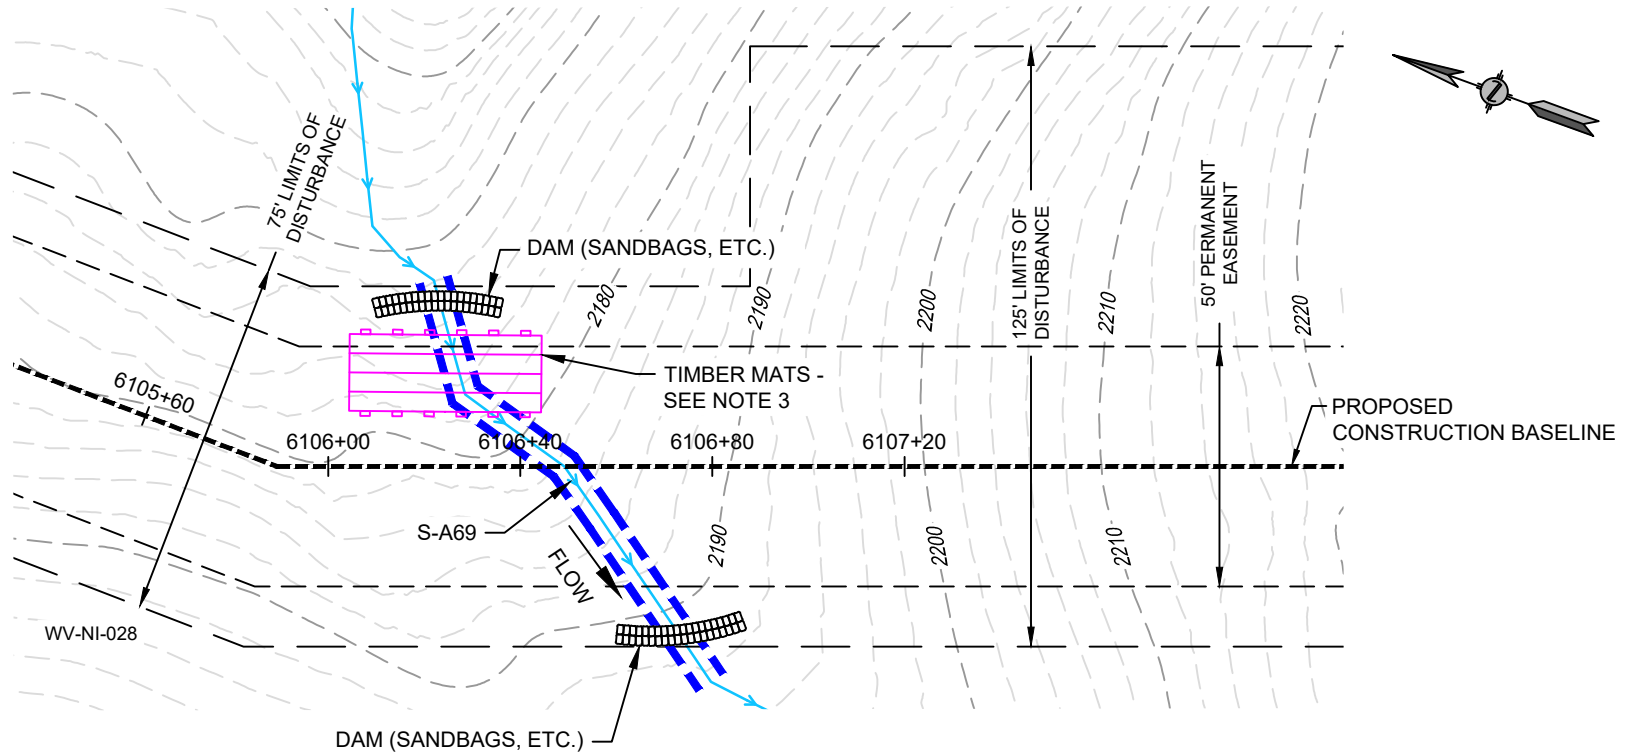 75' LIMITS OF
DISTURBANCE
DAM (SANDBAGS, ETC.)
2180
2190
2200
2210
2220
125' LIMITS OF
DISTURBANCE
50' PERMANENT
EASEMENT
TIMBER MATS -
SEE NOTE 3
6105+60
6106+00
6106+40
6106+80
6107+20
PROPOSED
CONSTRUCTION BASELINE
S-A69
FLOW
2190
2200
2210
WV-NI-028
DAM (SANDBAGS, ETC.)